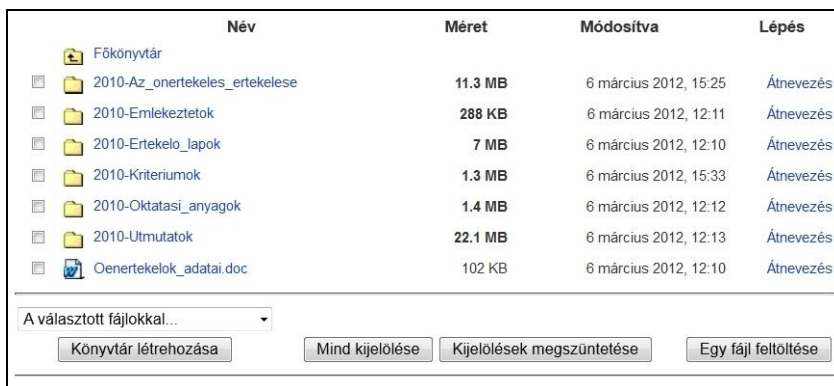 Név Méret Módosítva Lépés
Főkönyvtár
2010-Az_onertekeles_ertekelese 11.3 MB 6 március 2012, 15:25 Átnevezés
2010-Emlekeztetok 288 KB 6 március 2012, 12:11 Átnevezés
2010-Ertekelo_lapok 7 MB 6 március 2012, 12:10 Átnevezés
2010-Kriteriumok 1.3 MB 6 március 2012, 15:33 Átnevezés
2010-Oktatasi_anyagok 1.4 MB 6 március 2012, 12:12 Átnevezés
2010-Utmutatok 22.1 MB 6 március 2012, 12:13 Átnevezés
Oenertekelok_adatai.doc 102 KB 6 március 2012, 12:10 Átnevezés
A választott fájlokkal...
Könyvtár létrehozása Mind kijelölése Kijelölések megszüntetése Egy fájl feltöltése